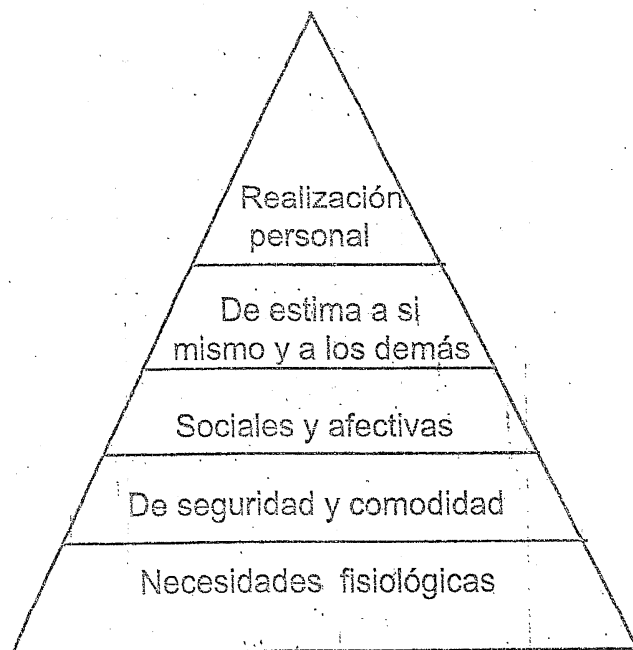 Realización
personal
De estima a si
mismo y a los demás
Sociales y afectivas
De seguridad y comodidad
Necesidades fisiológicas